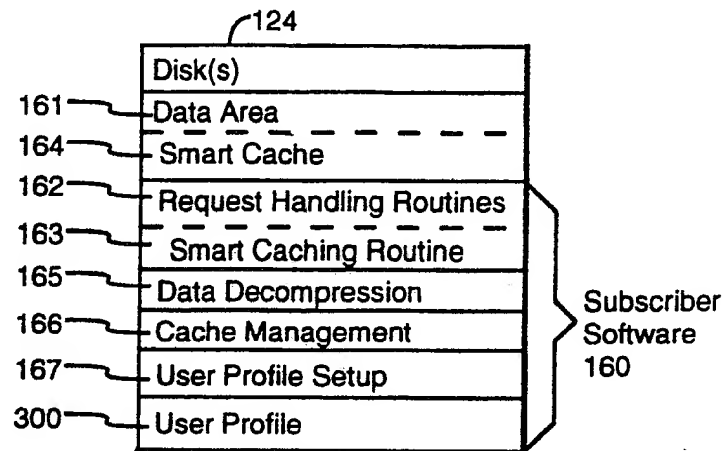 124
Disk(s)
161 Data Area
164 Smart Cache
162 Request Handling Routines
163 Smart Caching Routine
165 Data Decompression
166 Cache Management
167 User Profile Setup
300 User Profile
Subscriber
Software
160